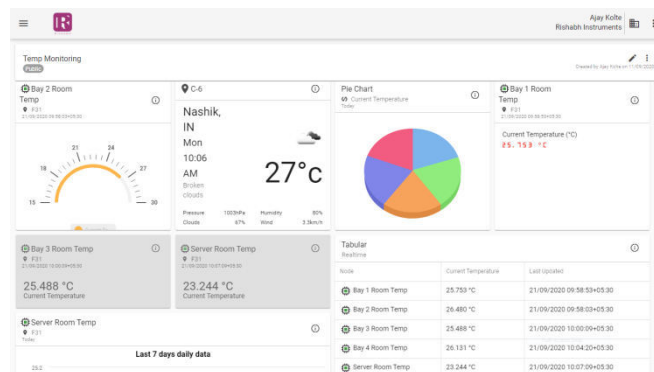 Ajay Kolte
Rishabh Instruments
Temp Monitoring
Public
Created by Ajay Kolte on 11/09/2020
Bay 2 Room
Temp
F31
21/09/2020 09:58:03+05:30
15
18
21
24
27
30
C-6
Nashik,
IN
Mon
10:06
AM
Broken
clouds
27°C
Pressure 1003hPa Humidity 80%
Clouds 67% Wind 3.5km/h
Pie Chart
Current Temperature
Today
Bay 1 Room
Temp
F31
21/09/2020 09:58:53+05:30
Current Temperature (°C)
25.753 °C
Bay 3 Room Temp
F31
21/09/2020 10:00:09+05:30
25.488 °C
Current Temperature
Server Room Temp
F31
21/09/2020 10:07:09+05:30
23.244 °C
Current Temperature
Tabular
Realtime
Node Current Temperature Last Updated
Bay 1 Room Temp 25.753 °C 21/09/2020 09:58:53+05:30
Bay 2 Room Temp 26.480 °C 21/09/2020 09:58:03+05:30
Bay 3 Room Temp 25.488 °C 21/09/2020 10:00:09+05:30
Bay 4 Room Temp 26.131 °C 21/09/2020 10:04:20+05:30
Server Room Temp 23.244 °C 21/09/2020 10:07:09+05:30
Server Room Temp
F31
Today
Last 7 days daily data
25.2